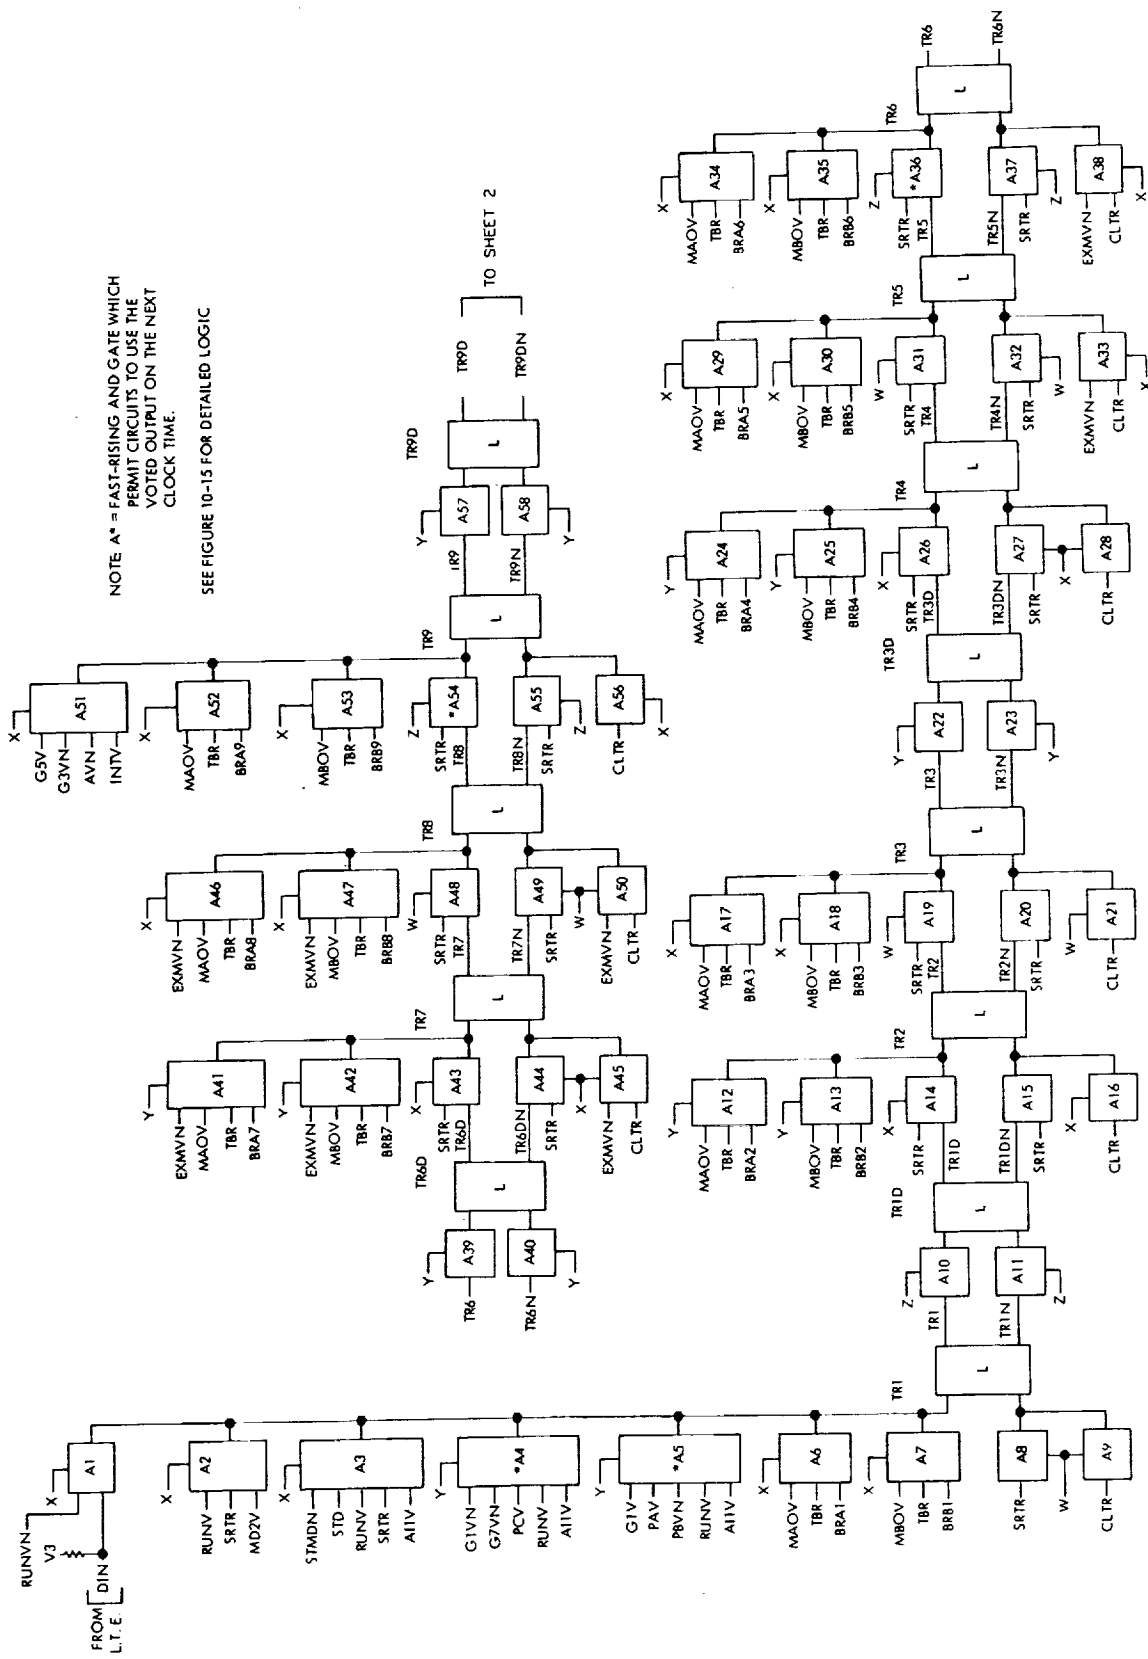 RUNVN
V3
FROM
L.T.E.
DIN
X
A1
X
RUNV
SRTR
MD2V
A2
X
STMDN
STD
RUNV
SRTR
A11V
A3
Y
G1VN
G7VN
PCV
RUNV
A11V
*A4
Y
G1V
PAV
PBVN
RUNV
A11V
*A5
X
MAOV
TBR
BRA1
A6
X
MBOV
TBR
BRB1
A7
SRTR
A8
W
CLTR
A9
TR1
L
TR1
TR1N
Z
A10
A11
Z
TR1D
L
TR1D
TR1DN
Y
MAOV
TBR
BRA2
A12
Y
MBOV
TBR
BRB2
A13
X
SRTR
A14
SRTR
A15
X
CLTR
A16
TR2
L
TR2
TR2N
X
MAOV
TBR
BRA3
A17
X
MBOV
TBR
BRB3
A18
W
SRTR
A19
SRTR
A20
W
CLTR
A21
TR3
L
TR3
TR3N
Y
A22
A23
Y
TR3D
L
TR3D
TR3DN
Y
MAOV
TBR
BRA4
A24
Y
MBOV
TBR
BRB4
A25
X
SRTR
A26
SRTR
A27
X
CLTR
A28
TR4
L
TR4
TR4N
X
MAOV
TBR
BRA5
A29
X
MBOV
TBR
BRB5
A30
W
SRTR
A31
SRTR
A32
W
EXMVN
CLTR
A33
X
TR5
L
TR5
TR5N
X
MAOV
TBR
BRA6
A34
X
MBOV
TBR
BRB6
A35
Z
SRTR
*A36
SRTR
A37
Z
EXMVN
CLTR
A38
X
TR6
L
TR6
TR6N
TR6
TR6N
Y
A39
A40
Y
TR6D
L
TR6D
TR6DN
Y
EXMVN
MAOV
TBR
BRA7
A41
Y
EXMVN
MBOV
TBR
BRB7
A42
X
SRTR
A43
SRTR
A44
X
EXMVN
CLTR
A45
TR7
L
TR7
TR7N
X
EXMVN
MAOV
TBR
BRA8
A46
X
EXMVN
MBOV
TBR
BRB8
A47
W
SRTR
A48
SRTR
A49
W
EXMVN
CLTR
A50
TR8
L
TR8
TR8N
X
G5V
G3VN
AVN
INTV
A51
X
MAOV
TBR
BRA9
A52
X
MBOV
TBR
BRB9
A53
Z
SRTR
*A54
SRTR
A55
Z
CLTR
A56
X
TR9
L
TR9
TR9N
Y
A57
A58
Y
TR9D
L
TR9D
TR9DN
TO SHEET 2
NOTE A* = FAST-RISING AND GATE WHICH
PERMIT CIRCUITS TO USE THE
VOTED OUTPUT ON THE NEXT
CLOCK TIME.
SEE FIGURE 10-15 FOR DETAILED LOGIC